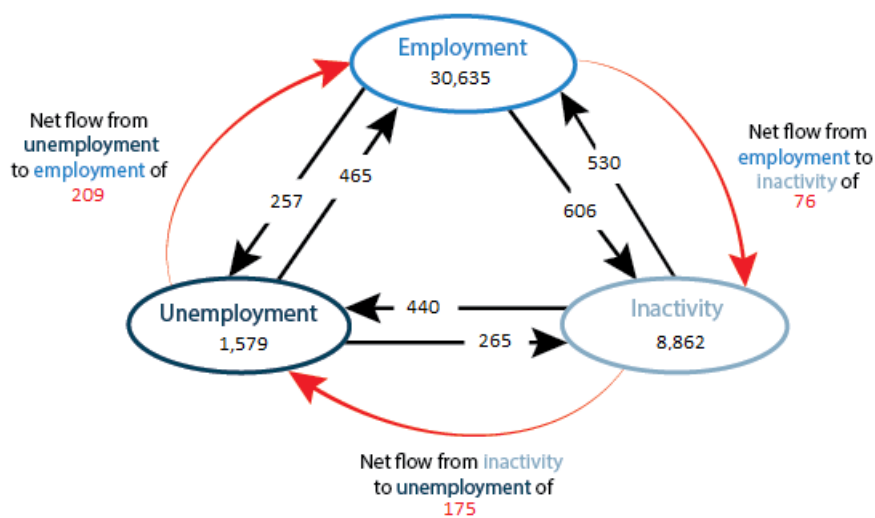 Employment
30,635
Net flow from
unemployment
to employment of
209
Net flow from
employment to
inactivity of
76
257
465
530
606
Unemployment
1,579
440
265
Inactivity
8,862
Net flow from inactivity
to unemployment of
175